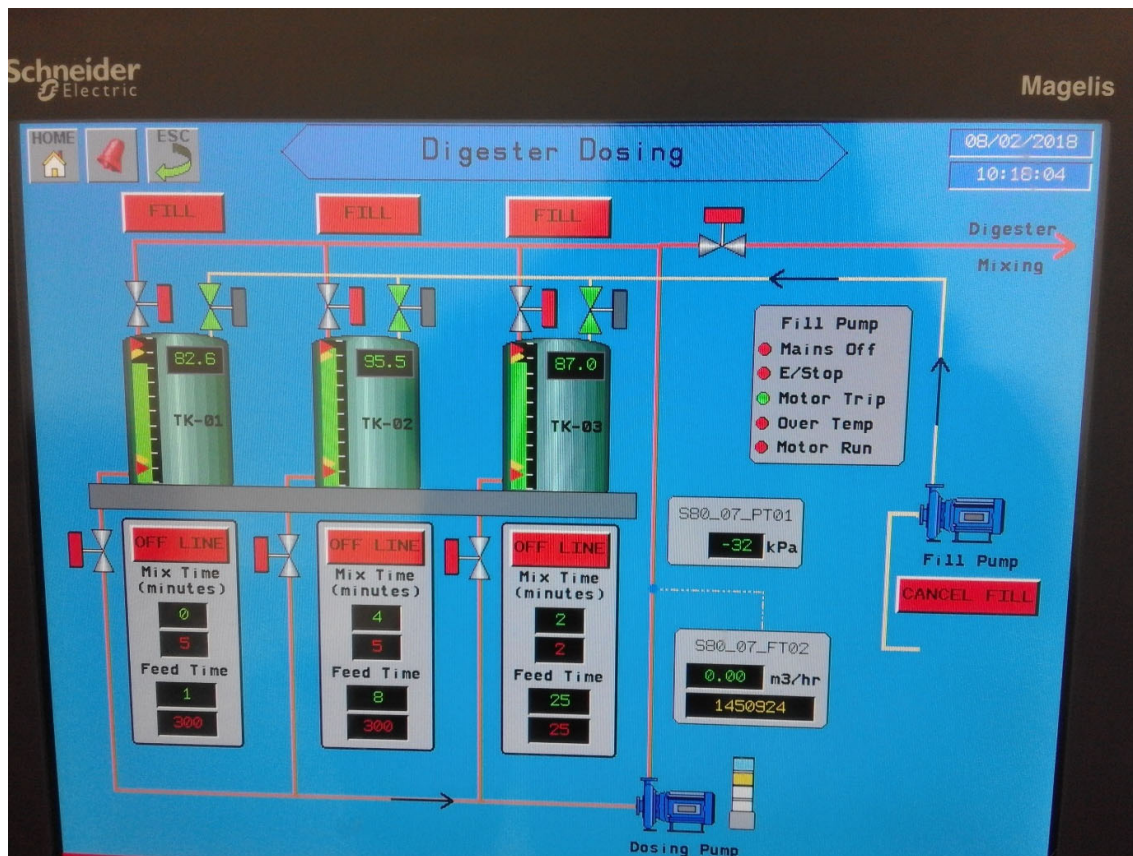 Schneider
Electric
Magelis
HOME
ESC
Digester Dosing
08/02/2018
10:18:04
FILL
FILL
FILL
Digester
Mixing
82.6
95.5
87.0
TK-01
TK-02
TK-03
Fill Pump
Mains Off
E/Stop
Motor Trip
Over Temp
Motor Run
S80_07_PT01
-32 kPa
Fill Pump
CANCEL FILL
OFF LINE
Mix Time
(minutes)
0
5
Feed Time
1
300
OFF LINE
Mix Time
(minutes)
4
5
Feed Time
8
300
OFF LINE
Mix Time
(minutes)
2
2
Feed Time
25
25
S80_07_FT02
0.00 m3/hr
1450924
Dosing Pump